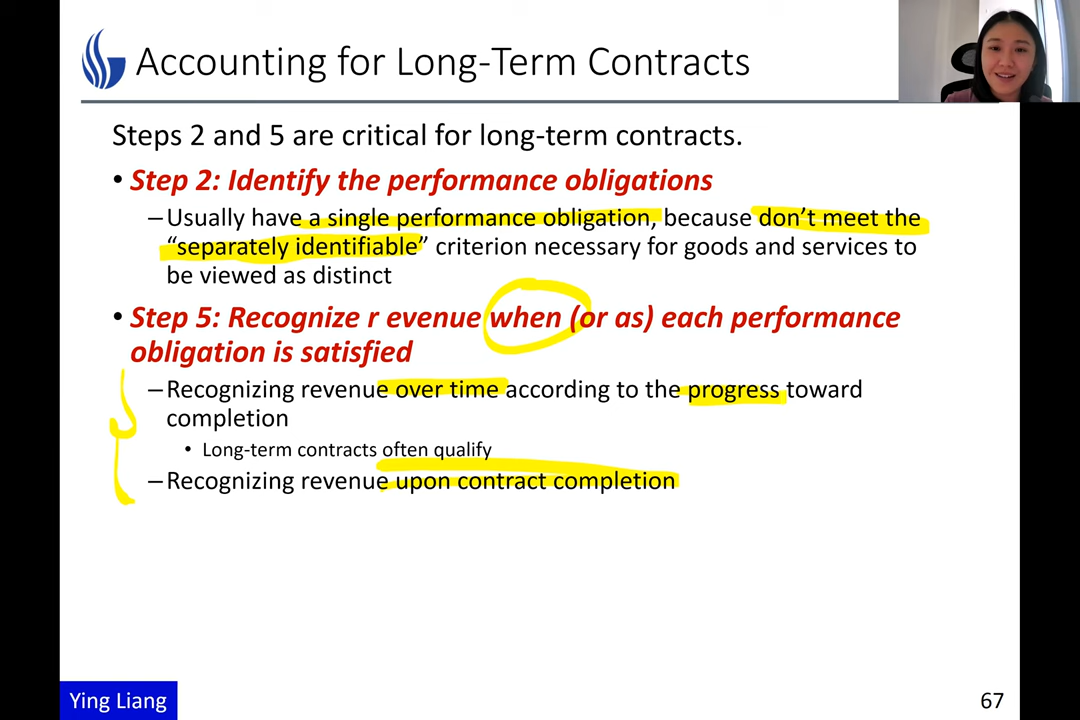 Accounting for Long-Term Contracts
Steps 2 and 5 are critical for long-term contracts.
• Step 2: Identify the performance obligations
–Usually have a single performance obligation, because don’t meet the
“separately identifiable” criterion necessary for goods and services to
be viewed as distinct
• Step 5: Recognize r evenue when (or as) each performance
obligation is satisfied
–Recognizing revenue over time according to the progress toward
completion
• Long-term contracts often qualify
–Recognizing revenue upon contract completion
Ying Liang
67